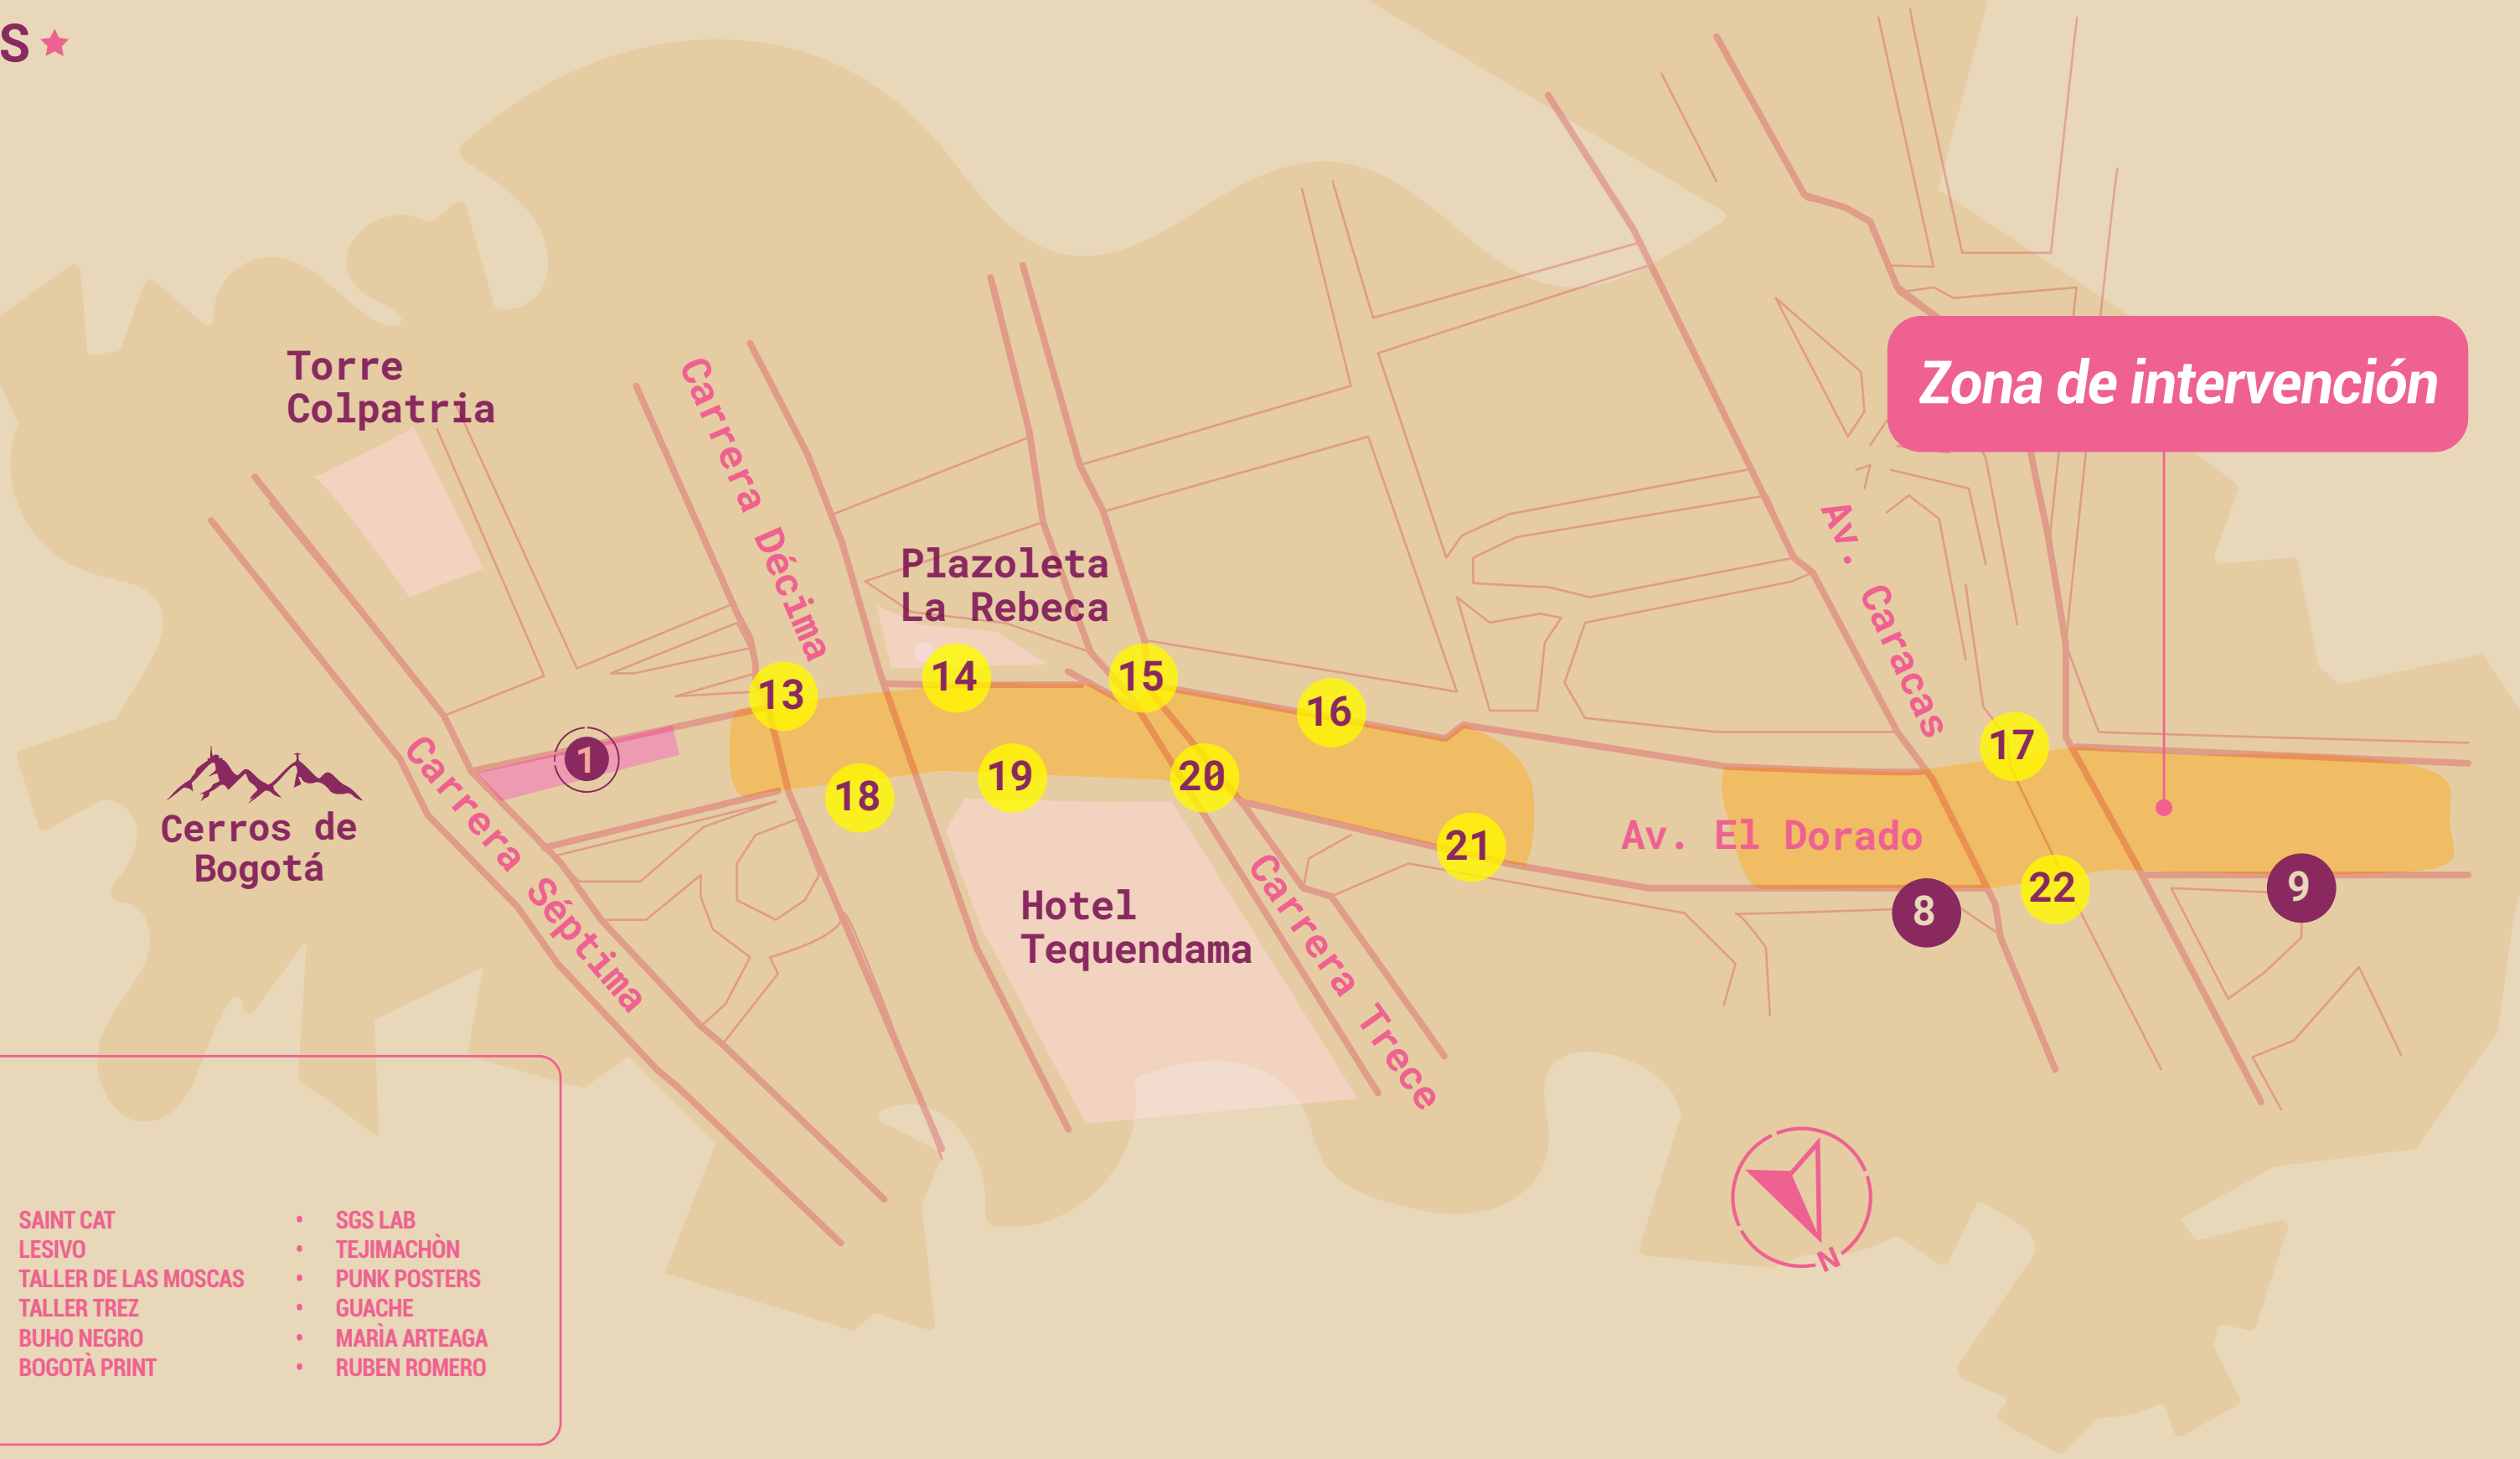 S
Torre
Colpatria
Carrera Décima
Zona de intervención
Plazoleta
La Rebeca
Av. Caracas
13
14
15
16
17
1
18
19
20
21
Av. El Dorado
22
8
9
Carrera Séptima
Cerros de
Bogotá
Hotel
Tequendama
Carrera Trece
N
SAINT CAT
LESIVO
TALLER DE LAS MOSCAS
TALLER TREZ
BUHO NEGRO
BOGOTÀ PRINT
• SGS LAB
• TEJIMACHÒN
• PUNK POSTERS
• GUACHE
• MARÌA ARTEAGA
• RUBEN ROMERO